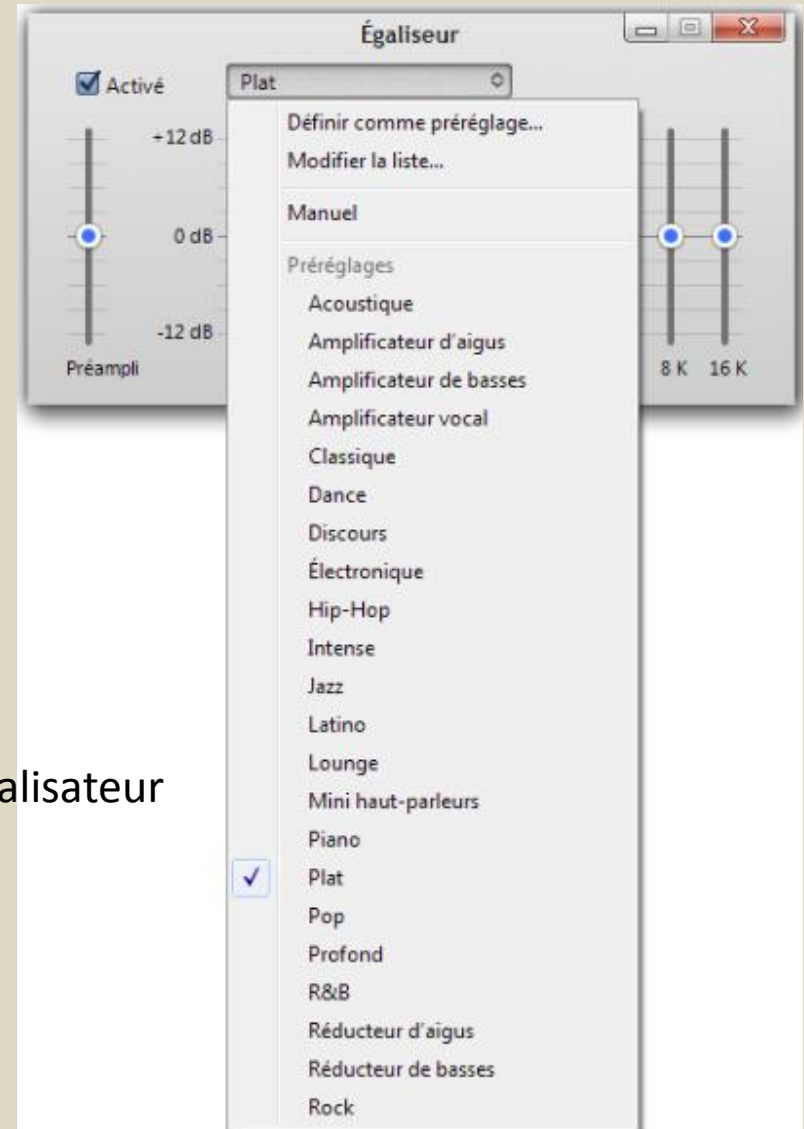 Égaliseur
Activé
Plat
+12 dB
0 dB
-12 dB
Préampli
8 K 16 K
Définir comme préréglage...
Modifier la liste...
Manuel
Préréglages
Acoustique
Amplificateur d'aigus
Amplificateur de basses
Amplificateur vocal
Classique
Dance
Discours
Électronique
Hip-Hop
Intense
Jazz
Latino
Lounge
Mini haut-parleurs
Piano
Plat
Pop
Profond
R&B
Réducteur d'aigus
Réducteur de basses
Rock
alisateur